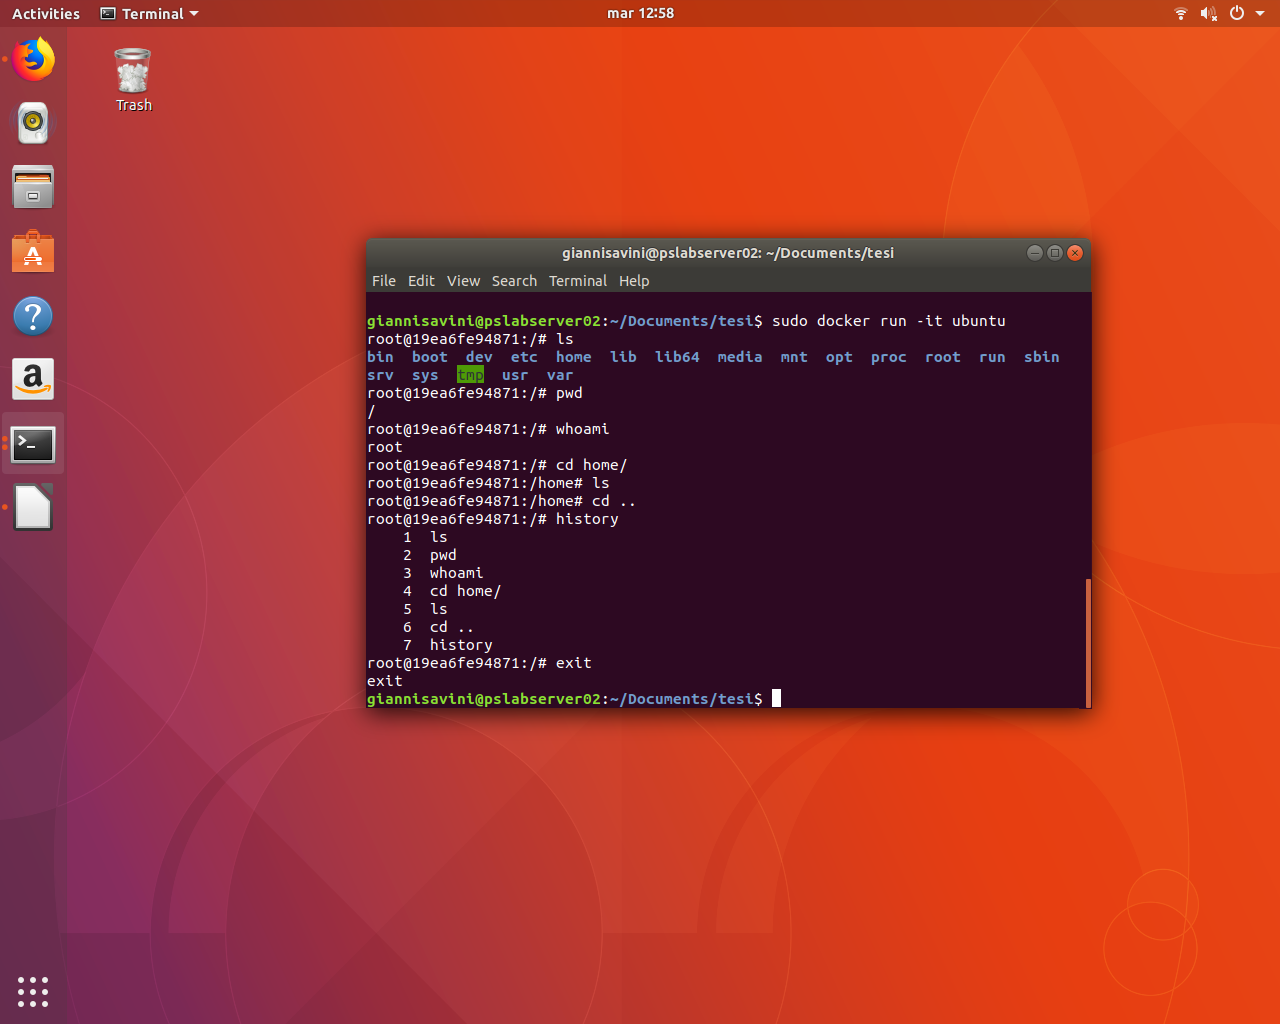 Activities Terminal mar 12:58
Trash
giannisavini@pslabserver02: ~/Documents/tesi
File Edit View Search Terminal Help
giannisavini@pslabserver02:~/Documents/tesi$ sudo docker run -it ubuntu
root@19ea6fe94871:/# ls
bin boot dev etc home lib lib64 media mnt opt proc root run sbin
srv sys tmp usr var
root@19ea6fe94871:/# pwd
/
root@19ea6fe94871:/# whoami
root
root@19ea6fe94871:/# cd home/
root@19ea6fe94871:/home# ls
root@19ea6fe94871:/home# cd ..
root@19ea6fe94871:/# history
1 ls
2 pwd
3 whoami
4 cd home/
5 ls
6 cd ..
7 history
root@19ea6fe94871:/# exit
exit
giannisavini@pslabserver02:~/Documents/tesi$